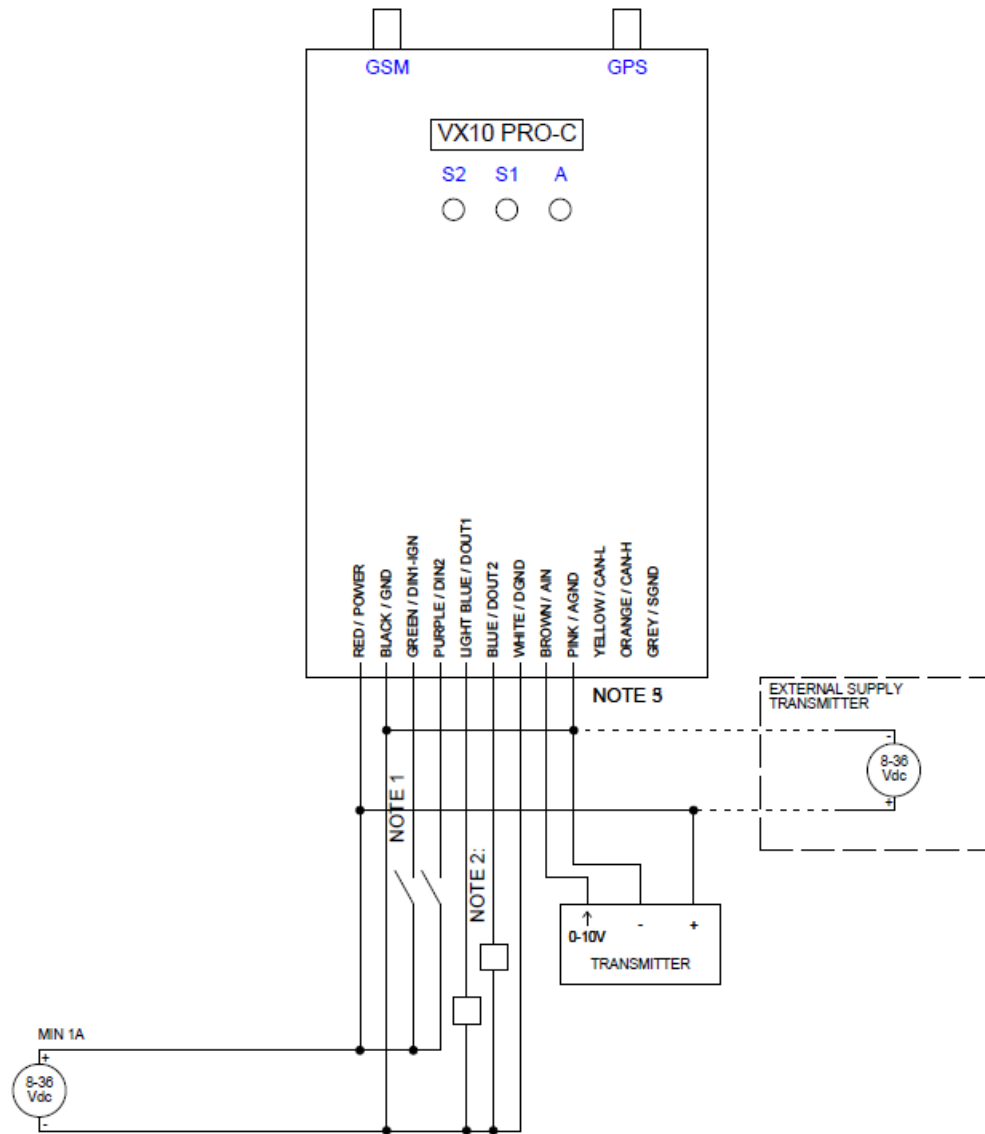 GSM GPS
VX10 PRO-C
S2 S1 A
RED / POWER
BLACK / GND
GREEN / DIN1-IGN
PURPLE / DIN2
LIGHT BLUE / DOUT1
BLUE / DOUT2
WHITE / DGND
BROWN / AIN
PINK / AGND
YELLOW / CAN-L
ORANGE / CAN-H
GREY / SGND
NOTE 5
EXTERNAL SUPPLY
TRANSMITTER
-
8-36
Vdc
+
NOTE 1
NOTE 2:
0-10V - +
TRANSMITTER
MIN 1A
+
8-36
Vdc
-